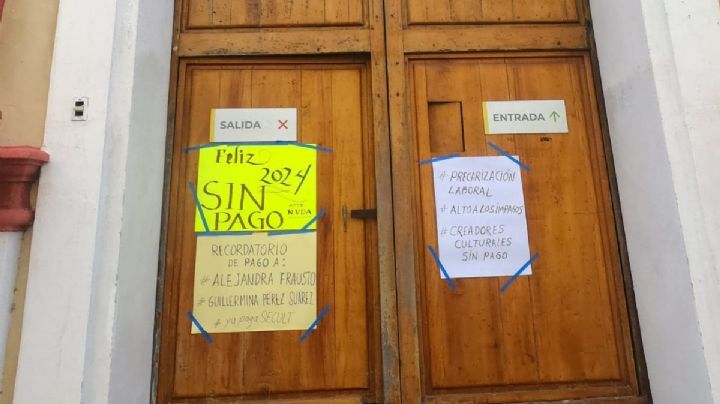 SALIDA X
Feliz
2024
SIN
PAGO
RECORDATORIO
DE PAGO A:
# ALEJANDRA FRAUSTO
# GUILLERMINA PEREZ SUAREZ
# ya paga SECULT
ENTRADA ↑
# PRECARIZACIÓN
LABORAL
# ALTO A LOS IMPAGOS
# CREADORES
CULTURALES
SIN PAGO